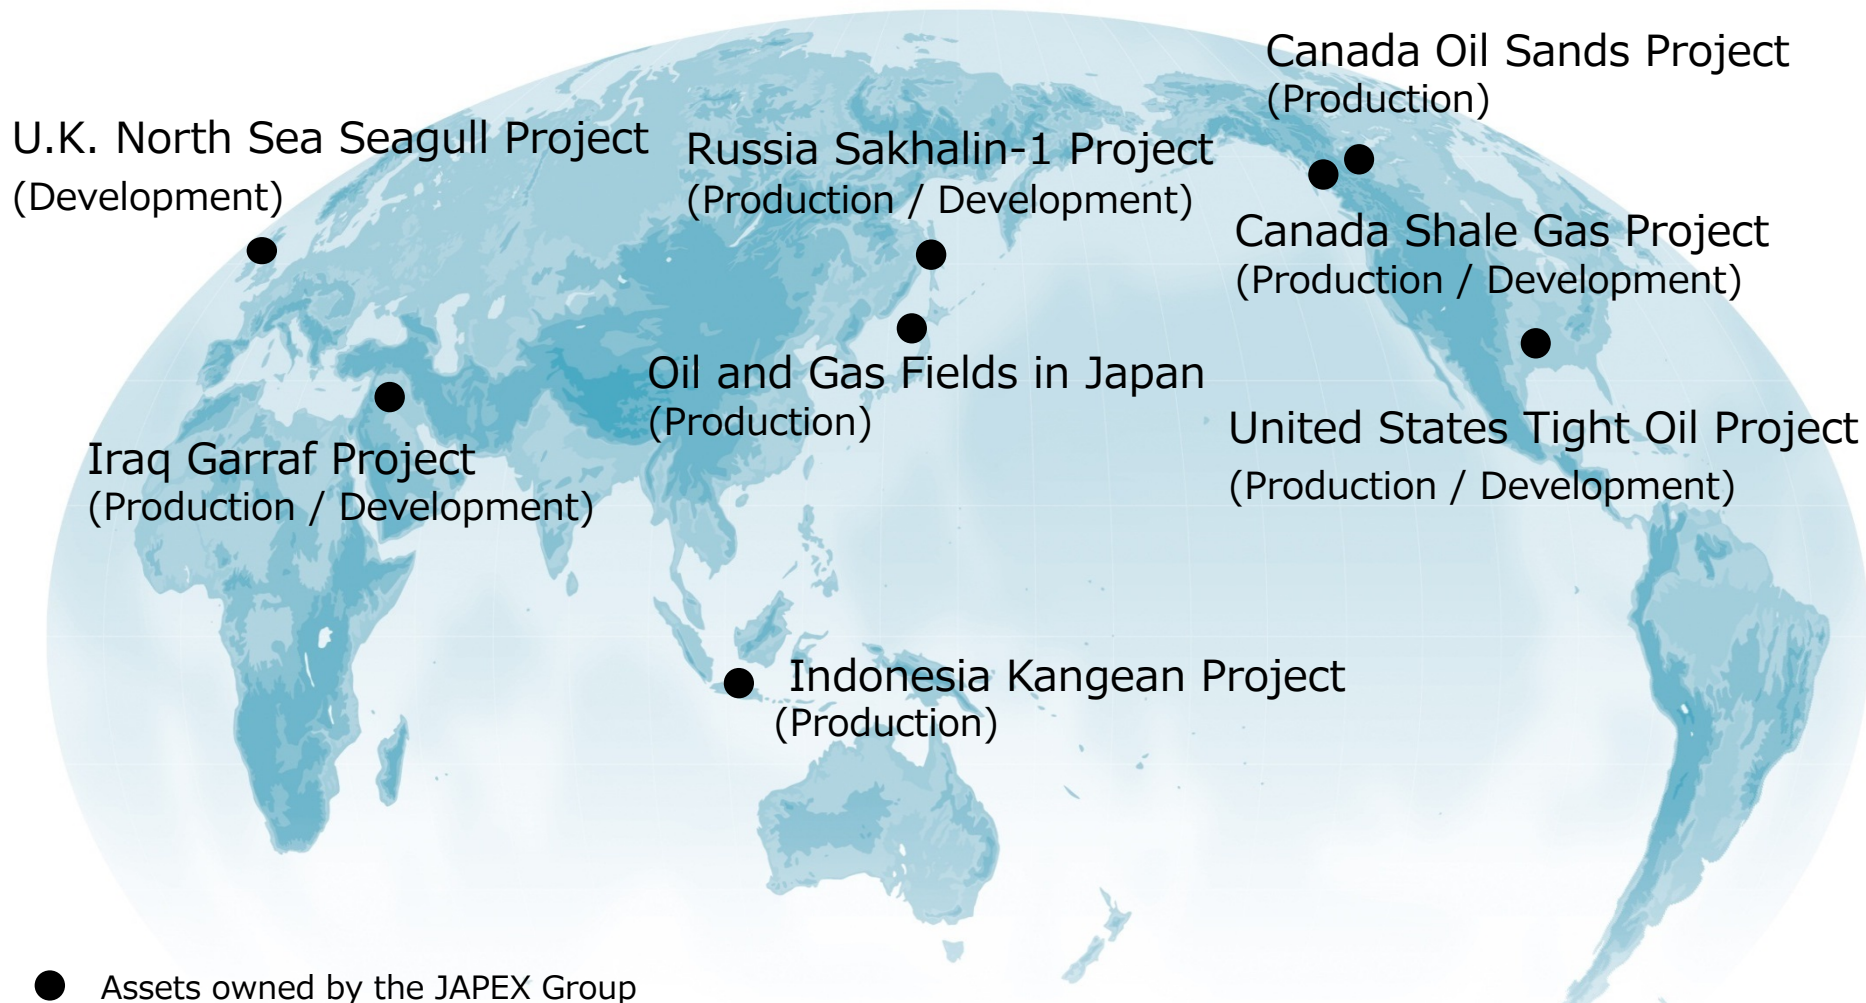 Canada Oil Sands Project
(Production)
U.K. North Sea Seagull Project
(Development)
Russia Sakhalin-1 Project
(Production / Development)
Canada Shale Gas Project
(Production / Development)
Oil and Gas Fields in Japan
(Production)
United States Tight Oil Project
(Production / Development)
Iraq Garraf Project
(Production / Development)
Indonesia Kangean Project
(Production)
Assets owned by the JAPEX Group